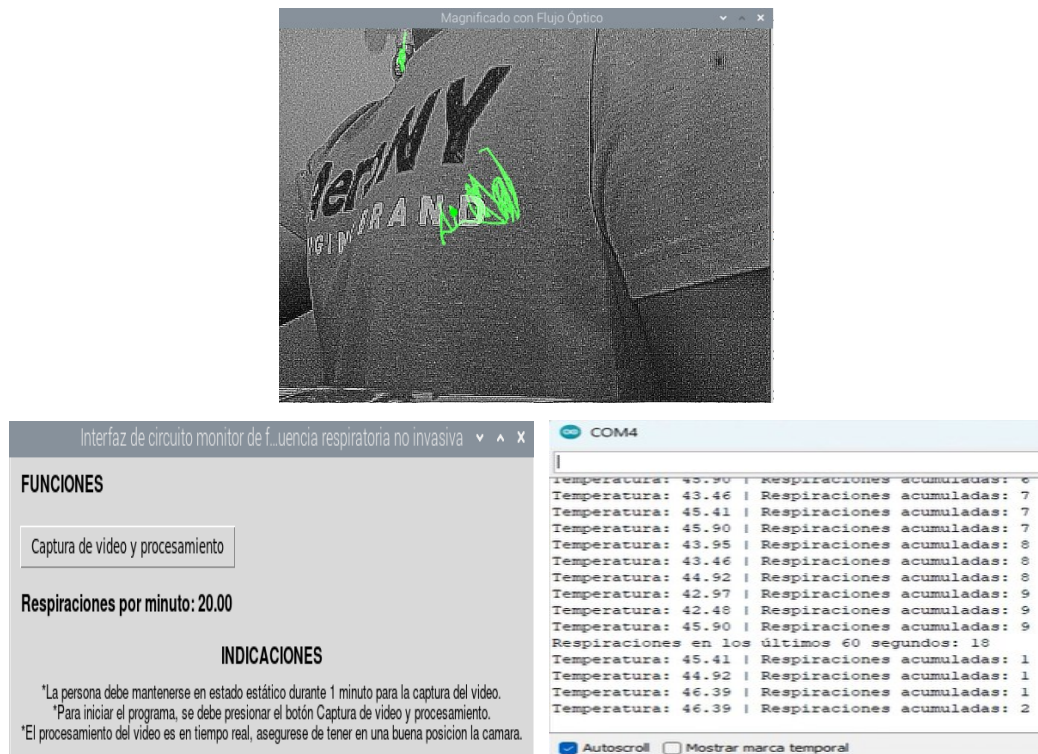 Magnificado con Flujo Óptico
AerO NY
BRAND
Interfaz de circuito monitor de f...uencia respiratoria no invasiva
FUNCIONES
Captura de video y procesamiento
Respiraciones por minuto: 20.00
INDICACIONES
*La persona debe mantenerse en estado estático durante 1 minuto para la captura del video.
*Para iniciar el programa, se debe presionar el botón Captura de video y procesamiento.
*El procesamiento del video es en tiempo real, asegurese de tener en una buena posicion la camara.
COM4
Temperatura: 45.90 | Respiraciones acumuladas: 6
Temperatura: 43.46 | Respiraciones acumuladas: 7
Temperatura: 45.41 | Respiraciones acumuladas: 7
Temperatura: 45.90 | Respiraciones acumuladas: 7
Temperatura: 43.95 | Respiraciones acumuladas: 8
Temperatura: 43.46 | Respiraciones acumuladas: 8
Temperatura: 44.92 | Respiraciones acumuladas: 8
Temperatura: 42.97 | Respiraciones acumuladas: 9
Temperatura: 42.48 | Respiraciones acumuladas: 9
Temperatura: 45.90 | Respiraciones acumuladas: 9
Respiraciones en los últimos 60 segundos: 18
Temperatura: 45.41 | Respiraciones acumuladas: 1
Temperatura: 44.92 | Respiraciones acumuladas: 1
Temperatura: 46.39 | Respiraciones acumuladas: 1
Temperatura: 46.39 | Respiraciones acumuladas: 2
Autoscroll
Mostrar marca temporal